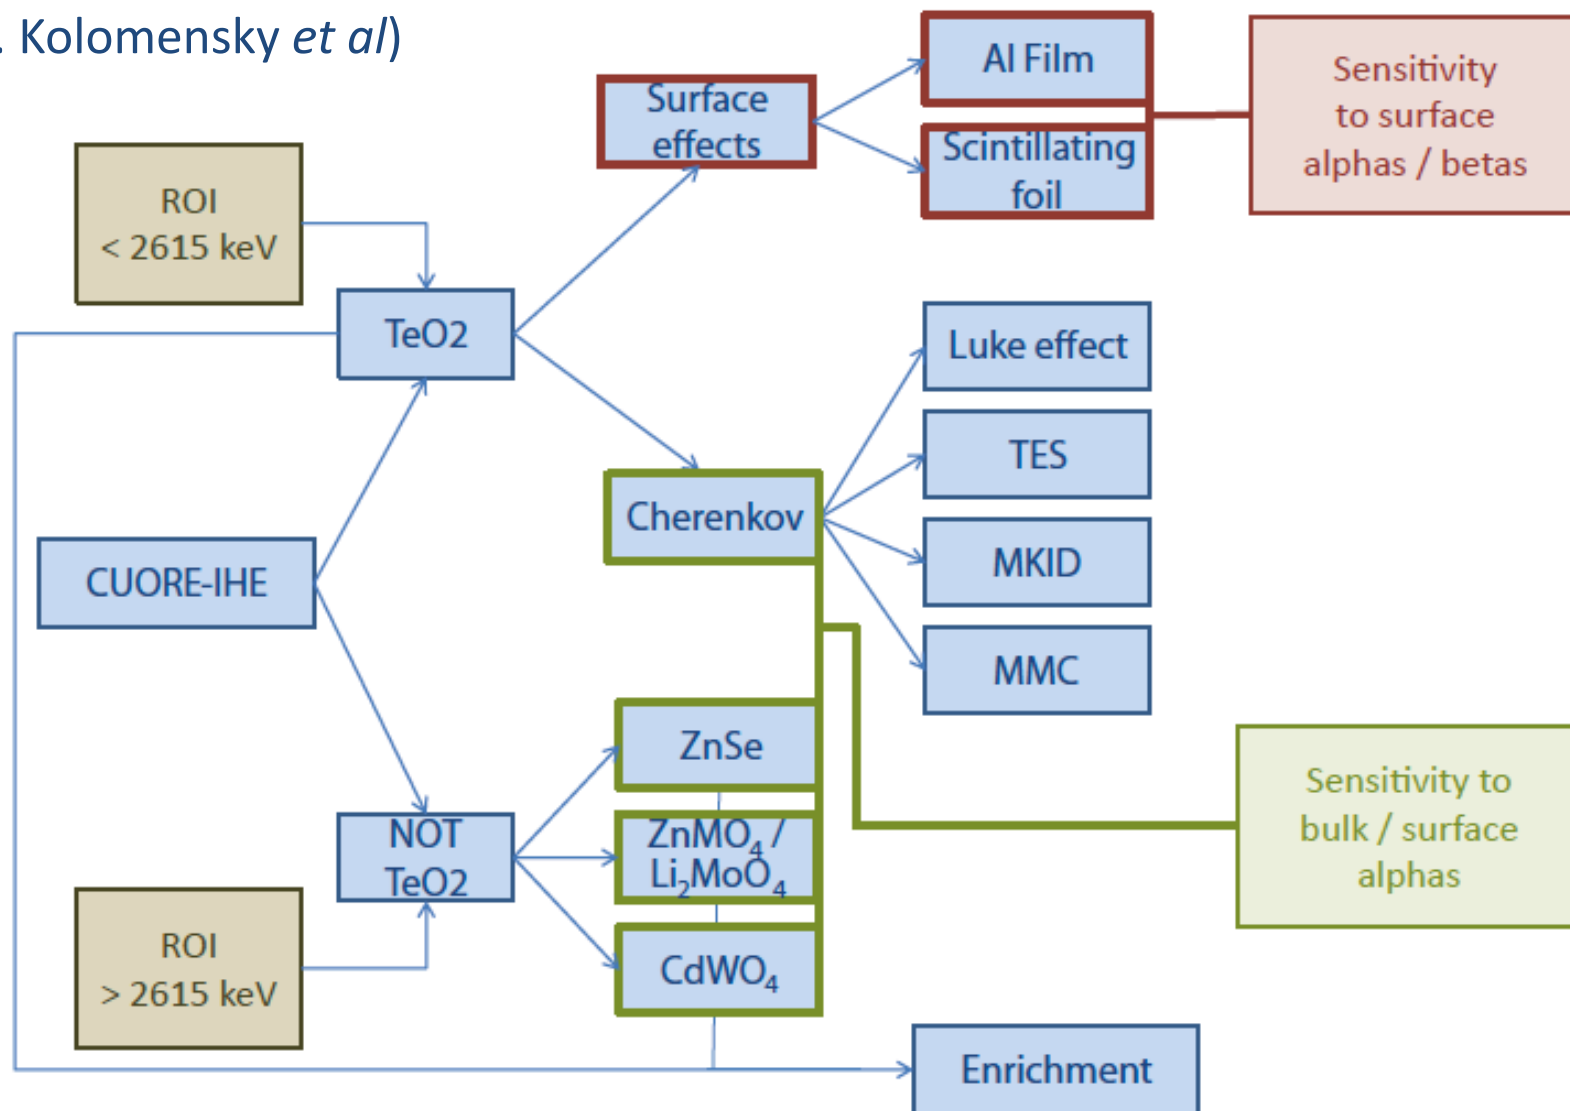 . Kolomensky et al)
Al Film
Surface
effects
Scintillating
foil
Sensitivity
to surface
alphas / betas
ROI
< 2615 keV
TeO2
Luke effect
TES
Cherenkov
MKID
CUORE-IHE
MMC
ZnSe
NOT
TeO2
ZnMO₄ /
Li₂MoO₄
Sensitivity to
bulk / surface
alphas
ROI
> 2615 keV
CdWO₄
Enrichment